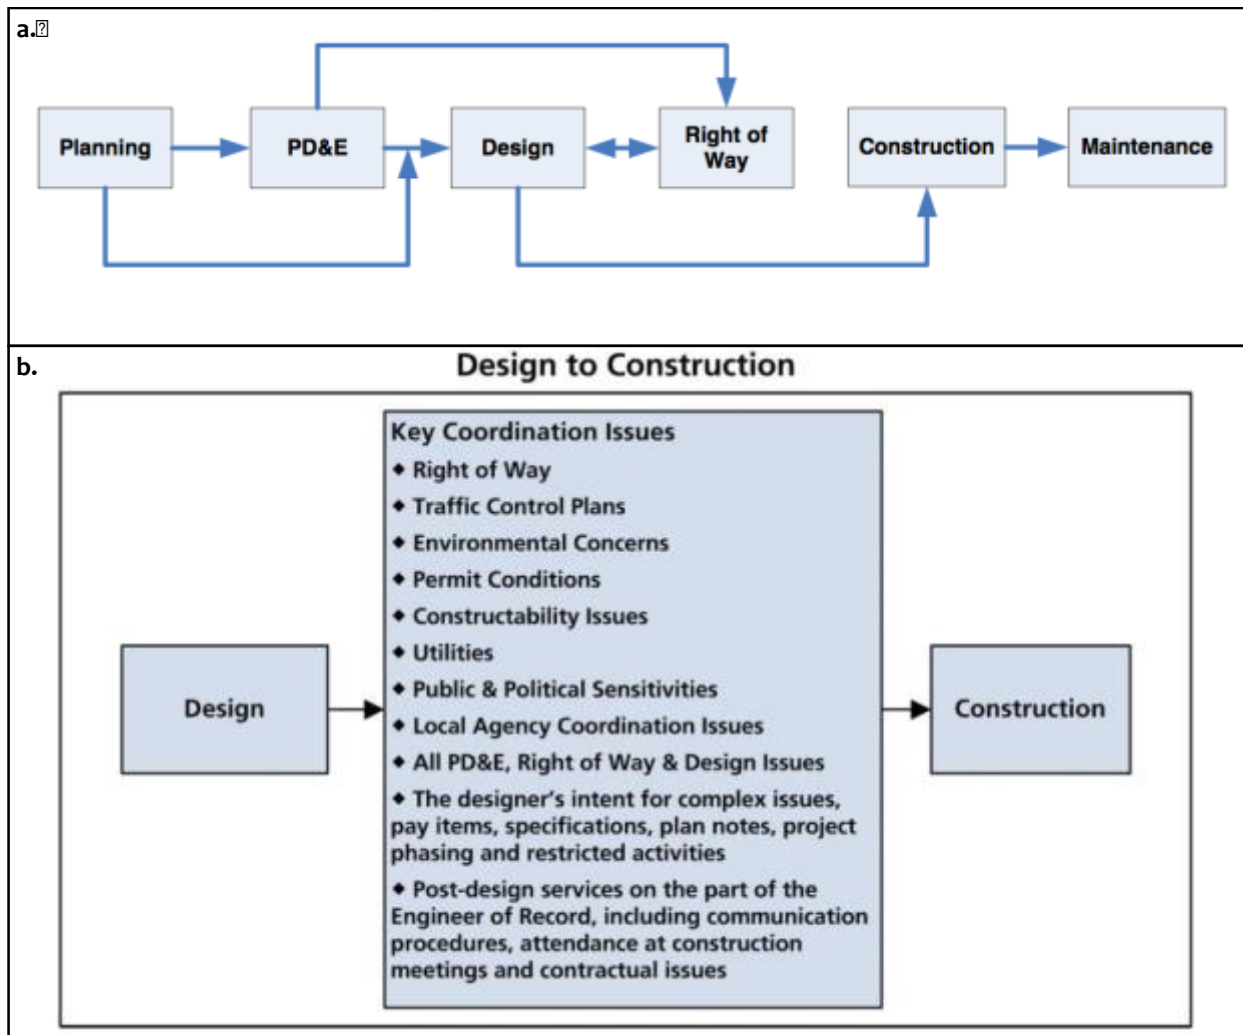 a.
Planning
PD&E
Design
Right of
Way
Construction
Maintenance
b.
Design to Construction
Key Coordination Issues
◆ Right of Way
◆ Traffic Control Plans
◆ Environmental Concerns
◆ Permit Conditions
◆ Constructability Issues
◆ Utilities
◆ Public & Political Sensitivities
◆ Local Agency Coordination Issues
◆ All PD&E, Right of Way & Design Issues
◆ The designer's intent for complex issues,
pay items, specifications, plan notes, project
phasing and restricted activities
◆ Post-design services on the part of the
Engineer of Record, including communication
procedures, attendance at construction
meetings and contractual issues
Design
Construction